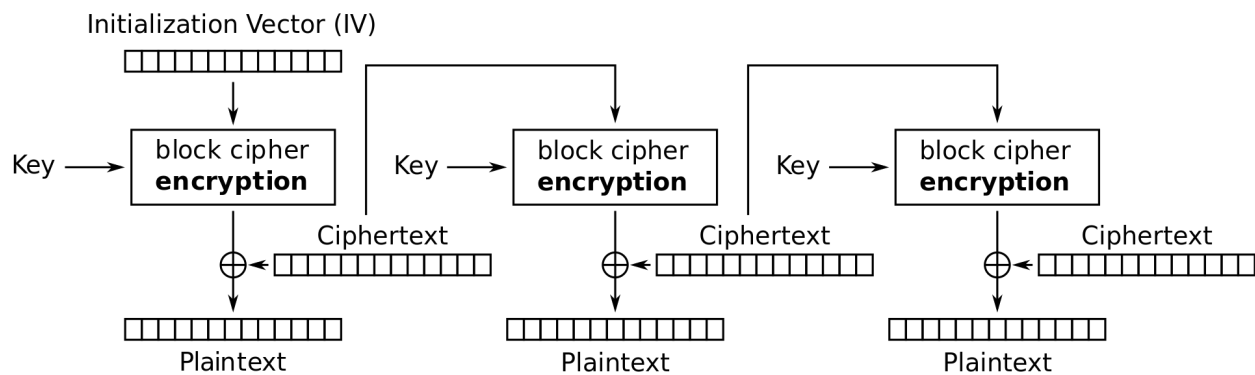 Initialization Vector (IV)
Key
block cipher
encryption
Key
block cipher
encryption
Key
block cipher
encryption
Ciphertext
Ciphertext
Ciphertext
Plaintext
Plaintext
Plaintext